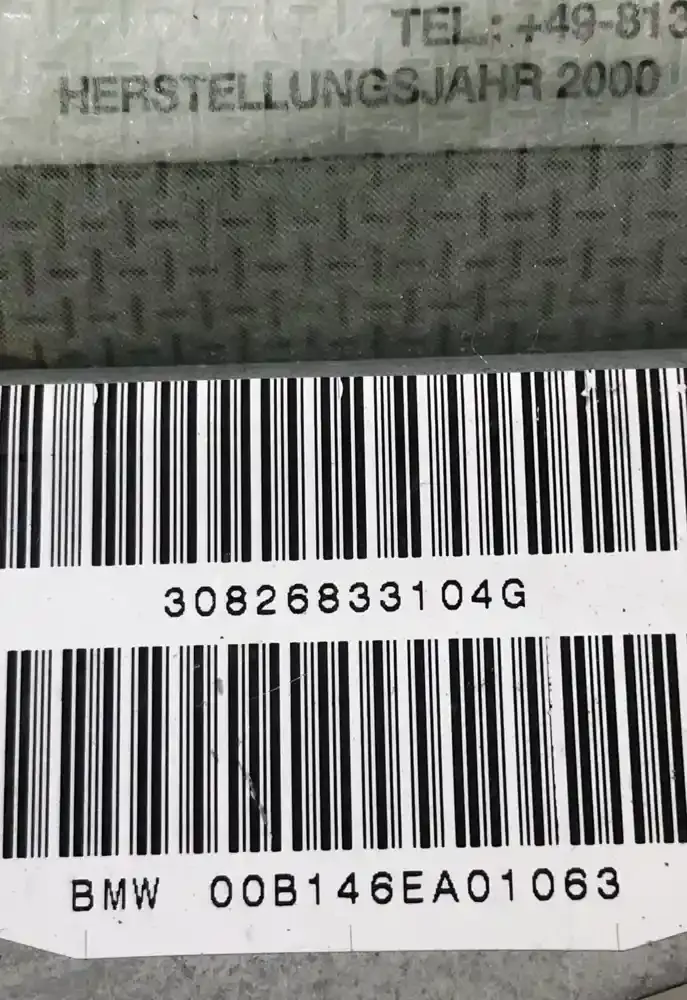 TEL.: +49-813
HERSTELLUNGSJAHR 2000
30826833104G
BMW 00B146EA01063